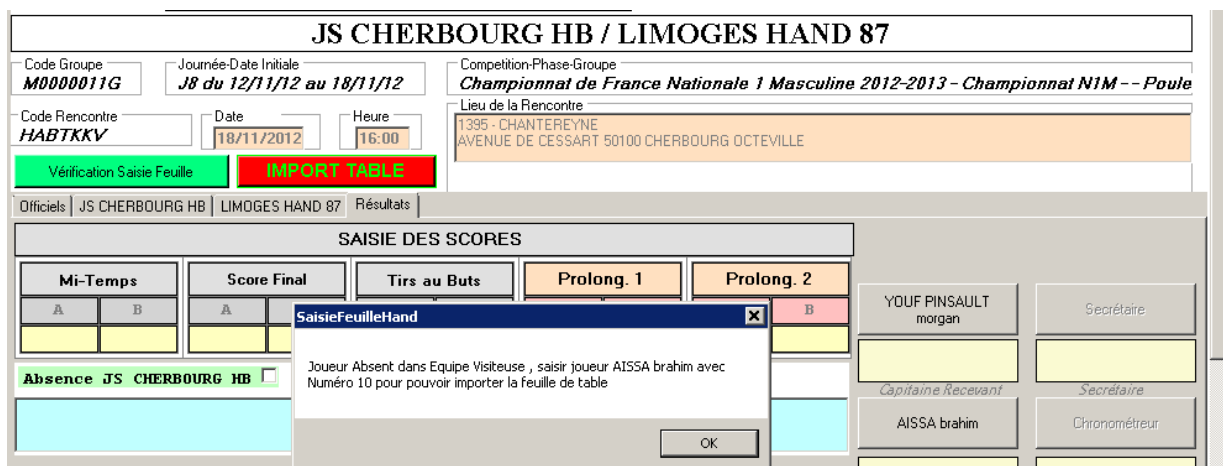 JS CHERBOURG HB / LIMOGES HAND 87
Code Groupe
M0000011G
Journée-Date Initiale
J8 du 12/11/12 au 18/11/12
Competition-Phase-Groupe
Championnat de France Nationale 1 Masculine 2012-2013 - Championnat N1M - - Poule
Code Rencontre
HABTKKV
Date
18/11/2012
Heure
16:00
Lieu de la Rencontre
1395 - CHANTEREYNE
AVENUE DE CESSART 50100 CHERBOURG OCTEVILLE
Vérification Saisie Feuille
IMPORT TABLE
Officiels
JS CHERBOURG HB
LIMOGES HAND 87
Résultats
SAISIE DES SCORES
Mi-Temps
Score Final
Tirs au Buts
Prolong. 1
Prolong. 2
A
B
A
B
SaisieFeuilleHand
Joueur Absent dans Equipe Visiteuse , saisir joueur AISSA brahim avec
Numéro 10 pour pouvoir importer la feuille de table
OK
Absence JS CHERBOURG HB
YOUF PINSAULT
morgan
Secrétaire
Capitaine Recevant
Secrétaire
AISSA brahim
Chronométreur